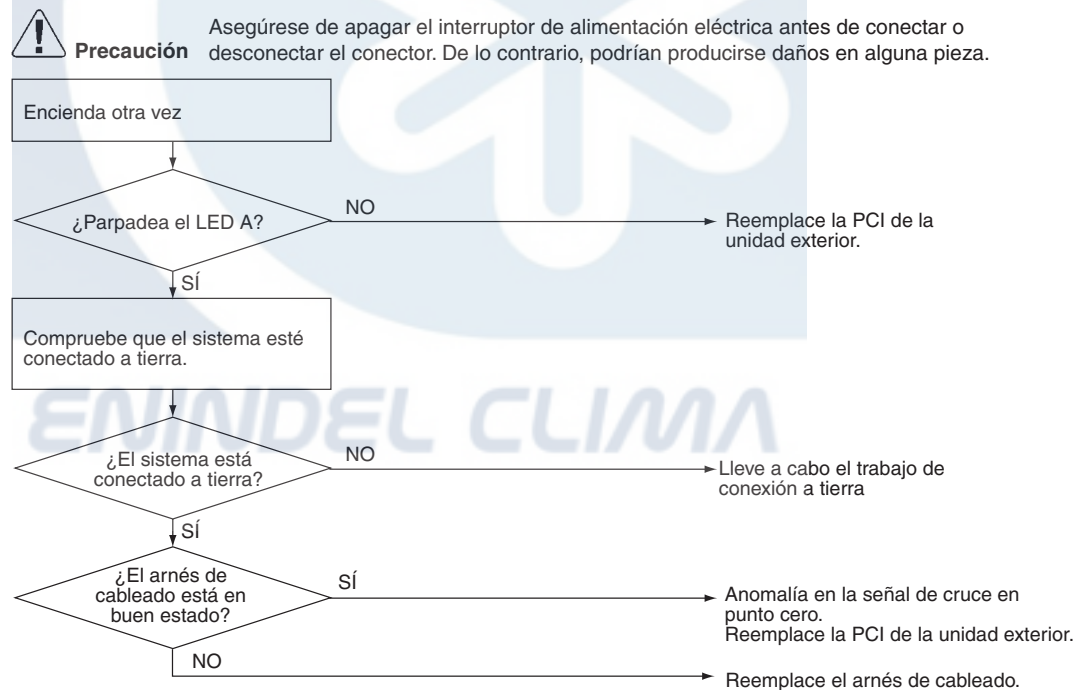 Precaución
Asegúrese de apagar el interruptor de alimentación eléctrica antes de conectar o
desconectar el conector. De lo contrario, podrían producirse daños en alguna pieza.
Encienda otra vez
¿Parpadea el LED A?
NO
Reemplace la PCI de la
unidad exterior.
SÍ
Compruebe que el sistema esté
conectado a tierra.
ENINDEL CLIMA
¿El sistema está
conectado a tierra?
NO
Lleve a cabo el trabajo de
conexión a tierra
SÍ
¿El arnés de
cableado está en
buen estado?
SÍ
Anomalía en la señal de cruce en
punto cero.
Reemplace la PCI de la unidad exterior.
NO
Reemplace el arnés de cableado.